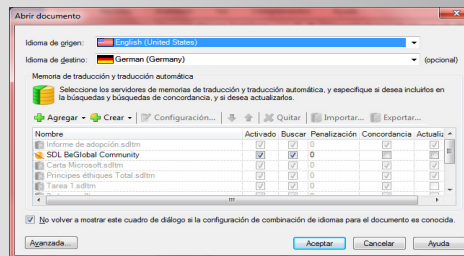 Abrir documento
Idioma de origen: English (United States)
Idioma de destino: German (Germany) (opcional)
Memoria de traducción y traducción automática
Seleccione los servidores de memorias de traducción y traducción automática, y especifique si desea incluirlos en
la búsquedas y búsquedas de concordancia, y si desea actualizarlos.
Agregar Crear Configuración... Quitar Importar... Exportar...
Nombre Activado Buscar Penalización Concordancia Actualiz
Informe de adopción.sdltm 0
SDL BeGlobal Community 0
Carta Microsoft.sdltm 0
Principes éthiques Total.sdltm 0
Tarea 1.sdltm 0
No volver a mostrar este cuadro de diálogo si la configuración de combinación de idiomas para el documento es conocida.
Avanzada... Aceptar Cancelar Ayuda